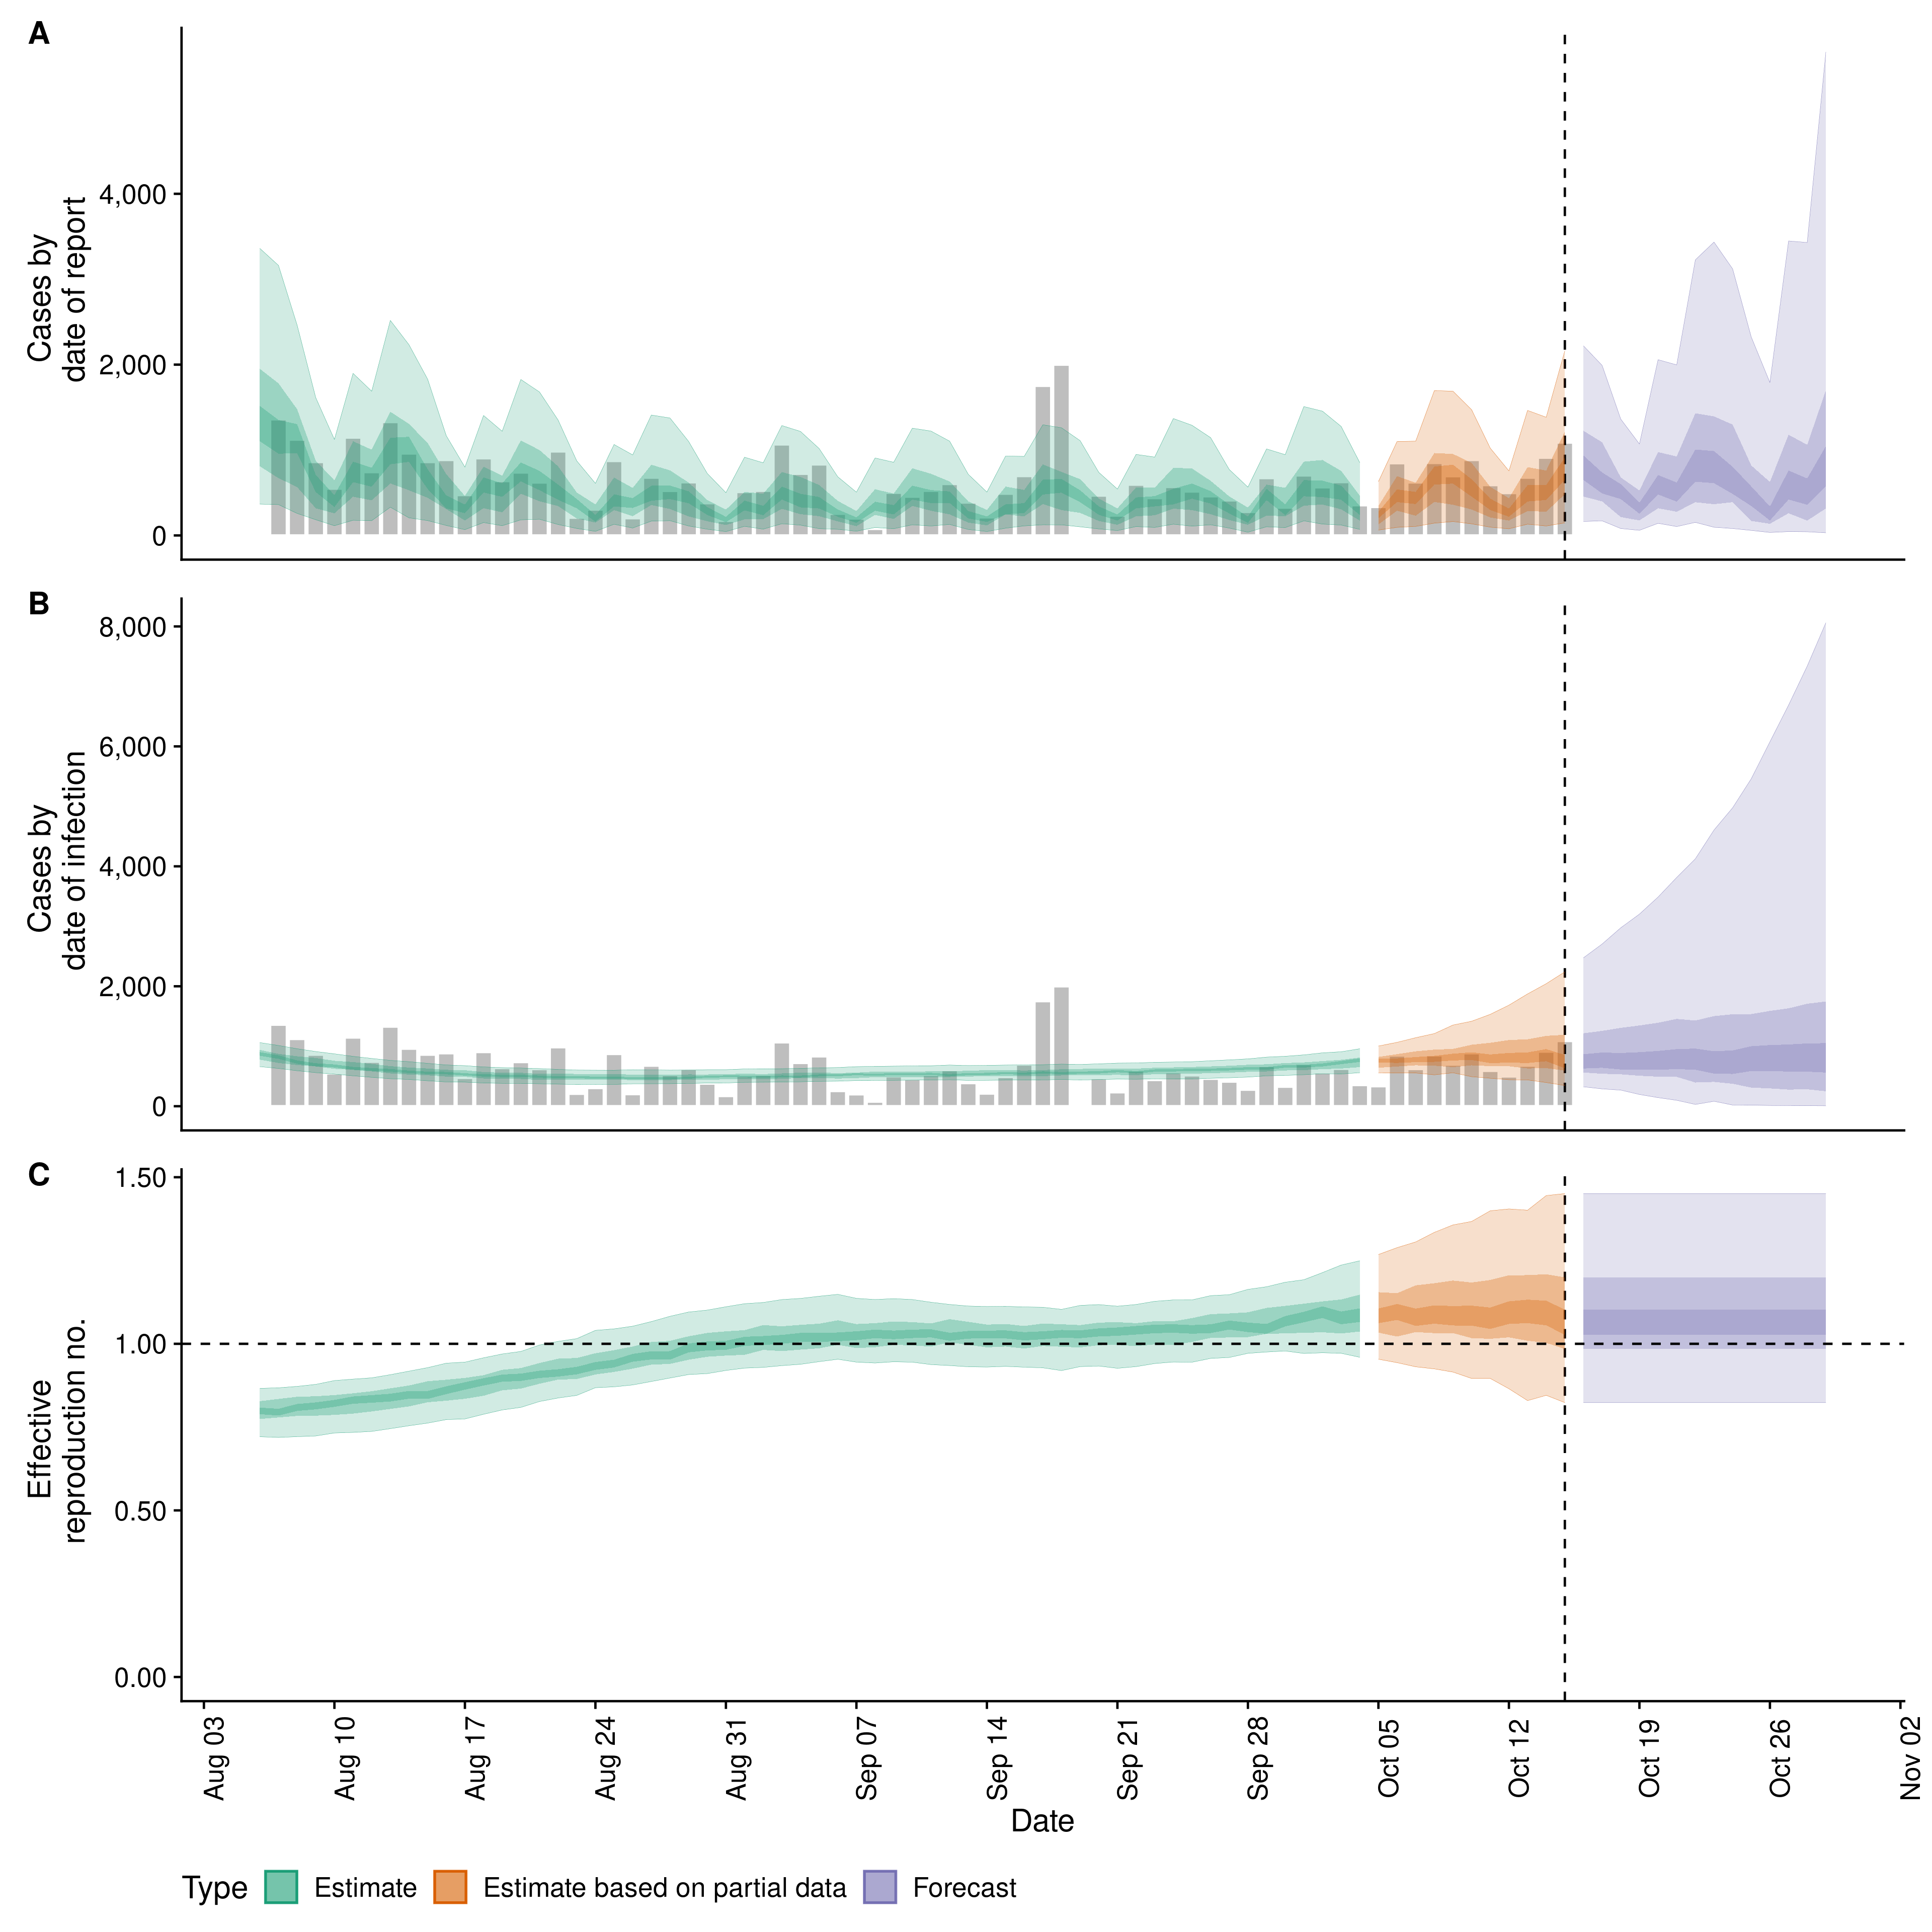 A
Cases by
date of report
4,000
2,000
0
B
Cases by
date of infection
8,000
6,000
4,000
2,000
0
C
Effective
reproduction no.
1.50
1.00
0.50
0.00
Aug 03
Aug 10
Aug 17
Aug 24
Aug 31
Sep 07
Sep 14
Sep 21
Sep 28
Oct 05
Oct 12
Oct 19
Oct 26
Nov 02
Date
Type Estimate Estimate based on partial data Forecast